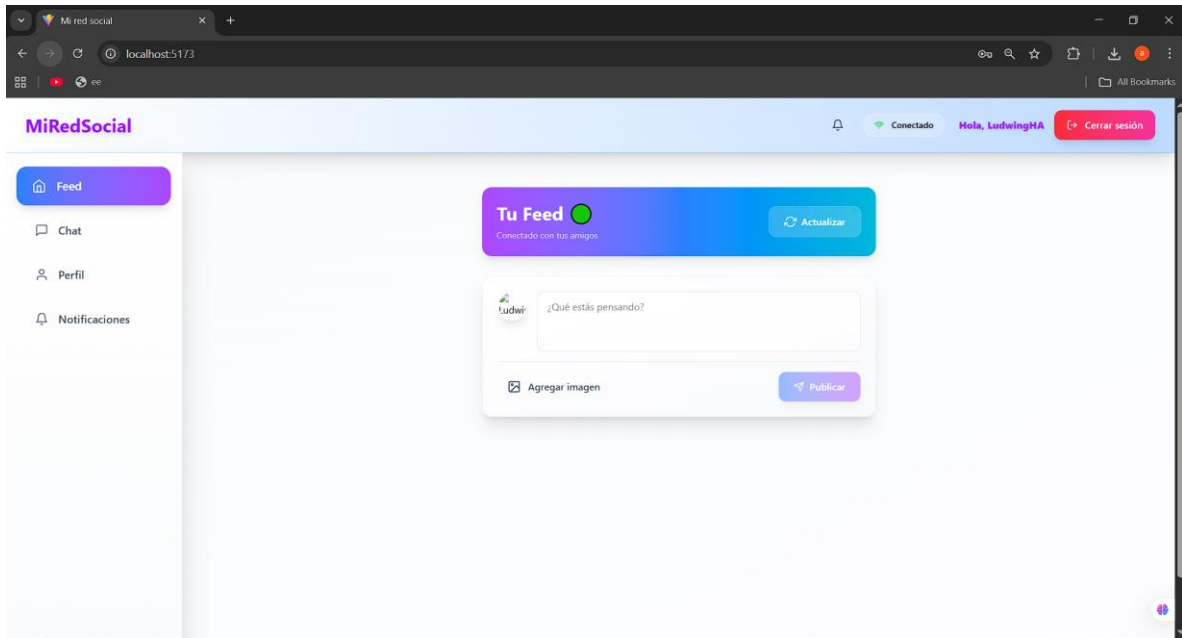 Mi red social
localhost:5173
ee
All Bookmarks
MiRedSocial
Conectado
Hola, LudwingHA
Cerrar sesión
Feed
Tu Feed
Actualizar
Conectado con tus amigos
Chat
Perfil
Ludwi
¿Qué estás pensando?
Notificaciones
Agregar imagen
Publicar